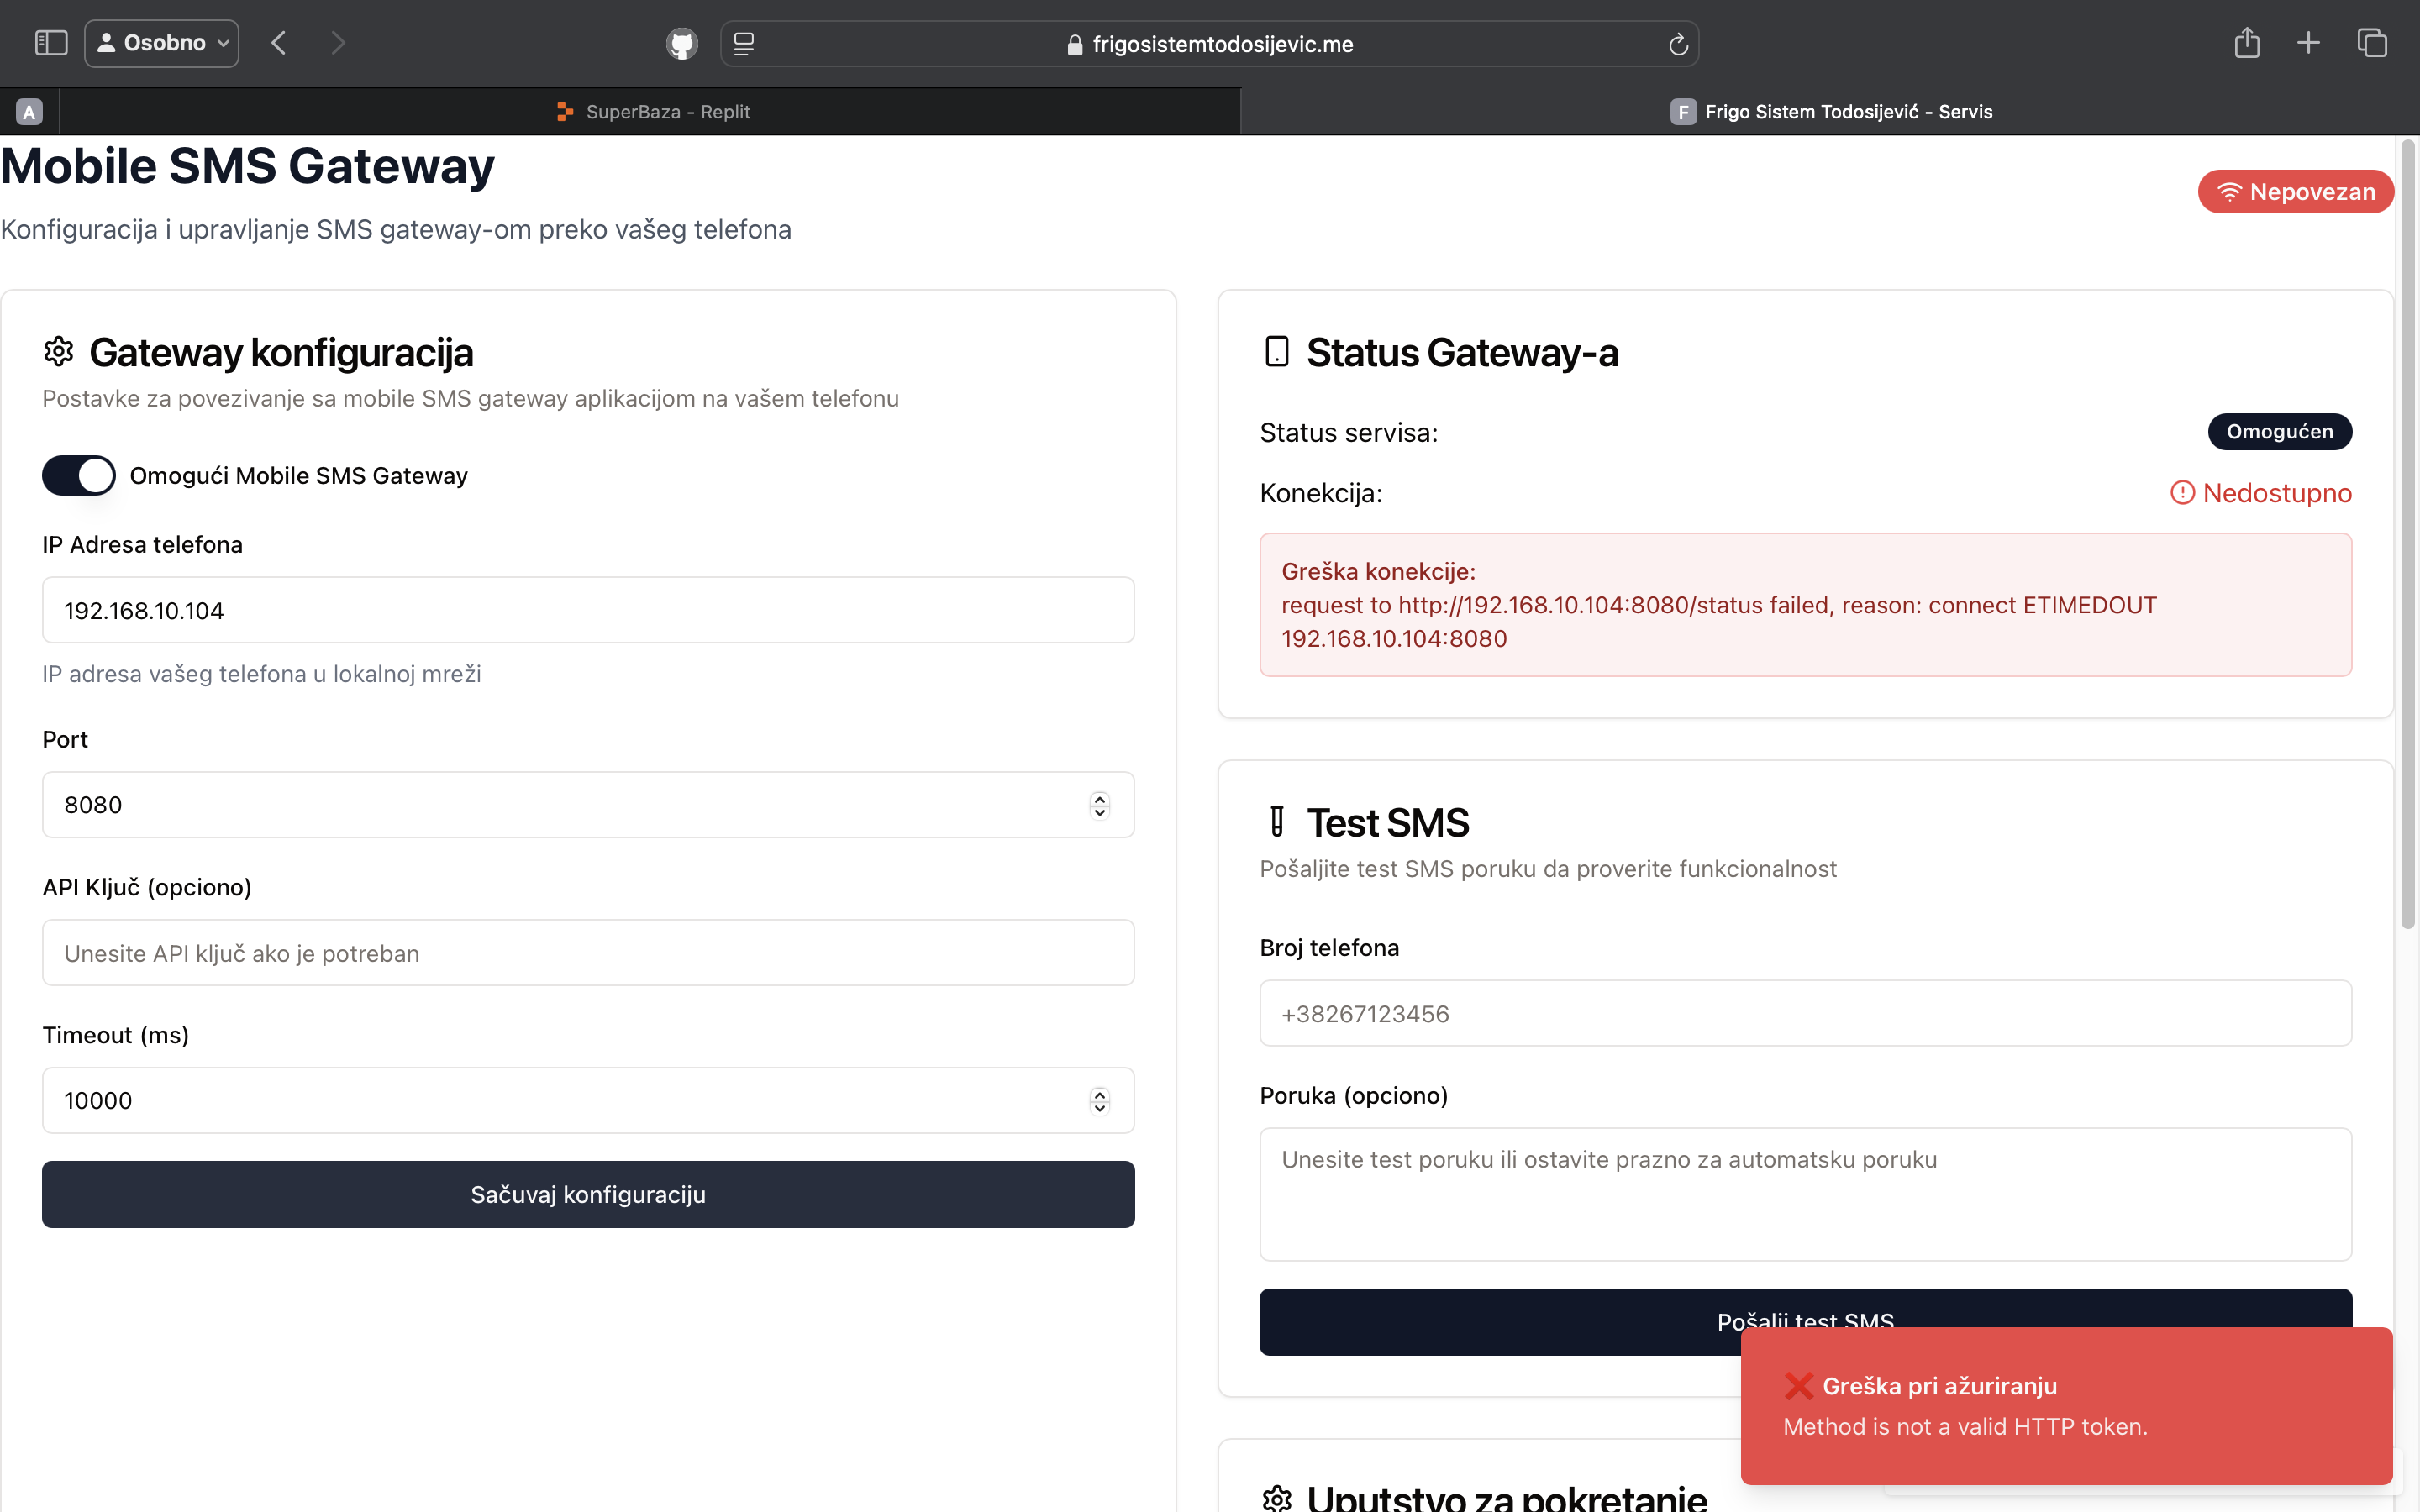 Osobno
frigosistemtodosijevic.me
A
SuperBaza - Replit
F Frigo Sistem Todosijević - Servis
Mobile SMS Gateway
Nepovezan
Konfiguracija i upravljanje SMS gateway-om preko vašeg telefona
Gateway konfiguracija
Postavke za povezivanje sa mobile SMS gateway aplikacijom na vašem telefonu
Omogući Mobile SMS Gateway
IP Adresa telefona
192.168.10.104
IP adresa vašeg telefona u lokalnoj mreži
Port
8080
API Ključ (opciono)
Unesite API ključ ako je potreban
Timeout (ms)
10000
Sačuvaj konfiguraciju
Status Gateway-a
Status servisa:
Omogućen
Konekcija:
Nedostupno
Greška konekcije:
request to http://192.168.10.104:8080/status failed, reason: connect ETIMEDOUT
192.168.10.104:8080
Test SMS
Pošaljite test SMS poruku da proverite funkcionalnost
Broj telefona
+38267123456
Poruka (opciono)
Unesite test poruku ili ostavite prazno za automatsku poruku
Pošalji test SMS
❌ Greška pri ažuriranju
Method is not a valid HTTP token.
Uputstvo za pokretanje